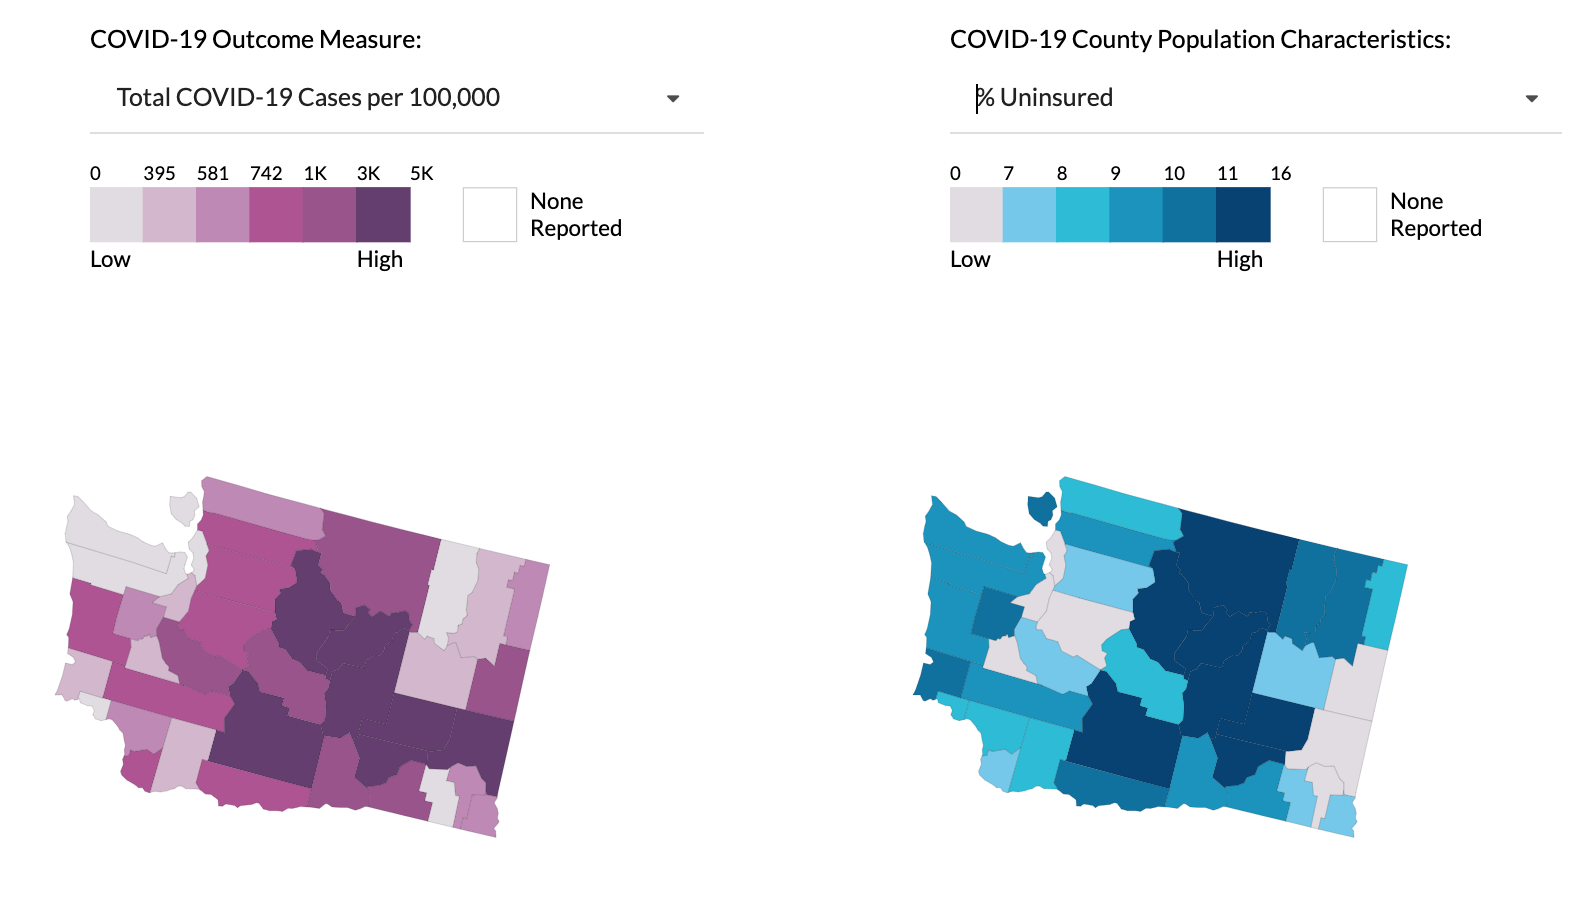 COVID-19 Outcome Measure:
Total COVID-19 Cases per 100,000
0 395 581 742 1K 3K 5K
Low High
None
Reported
COVID-19 County Population Characteristics:
% Uninsured
0 7 8 9 10 11 16
Low High
None
Reported